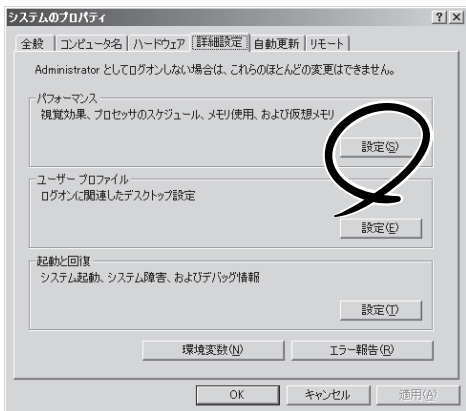 システムのプロパティ
全般 コンピュータ名 ハードウェア 詳細設定 自動更新 リモート
Administrator としてログオンしない場合は、これらのほとんどの変更はできません。
パフォーマンス
視覚効果、プロセッサのスケジュール、メモリ使用、および仮想メモリ
設定(S)
ユーザー プロファイル
ログオンに関連したデスクトップ設定
設定(E)
起動と回復
システム起動、システム障害、およびデバッグ情報
設定(T)
環境変数(N) エラー報告(R)
OK キャンセル 適用(A)